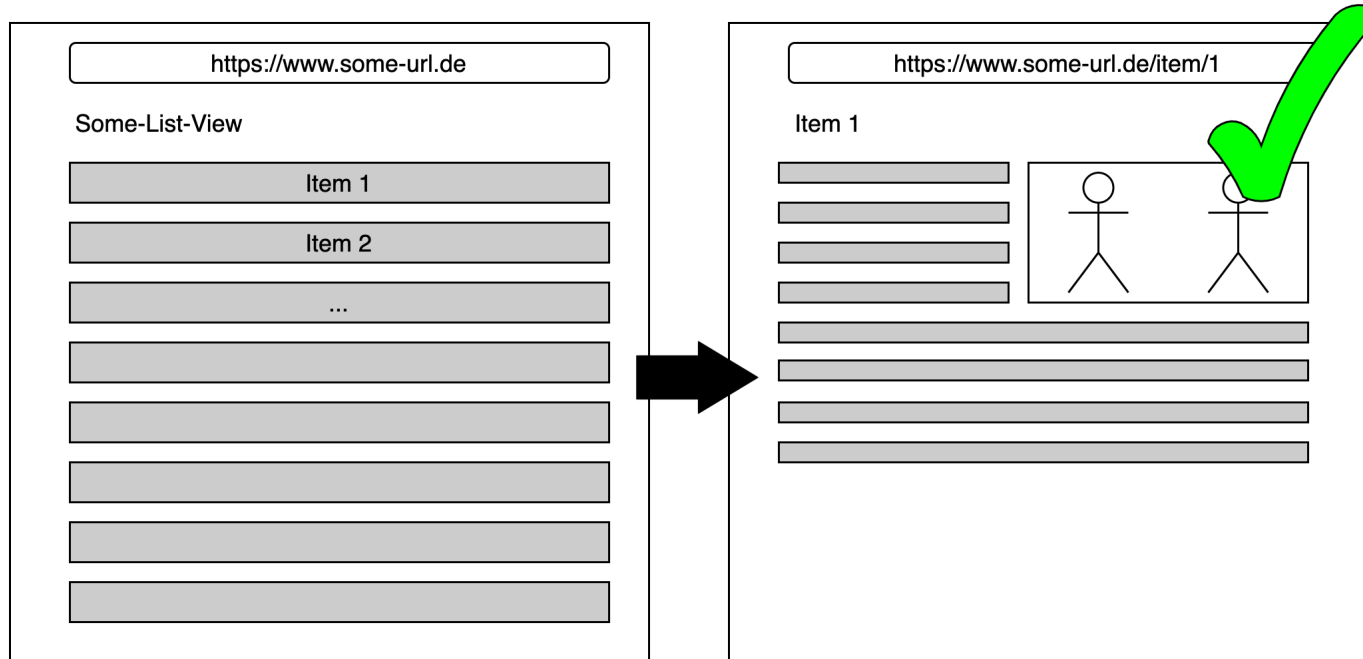 https://www.some-url.de
Some-List-View
Item 1
Item 2
...
https://www.some-url.de/item/1
Item 1